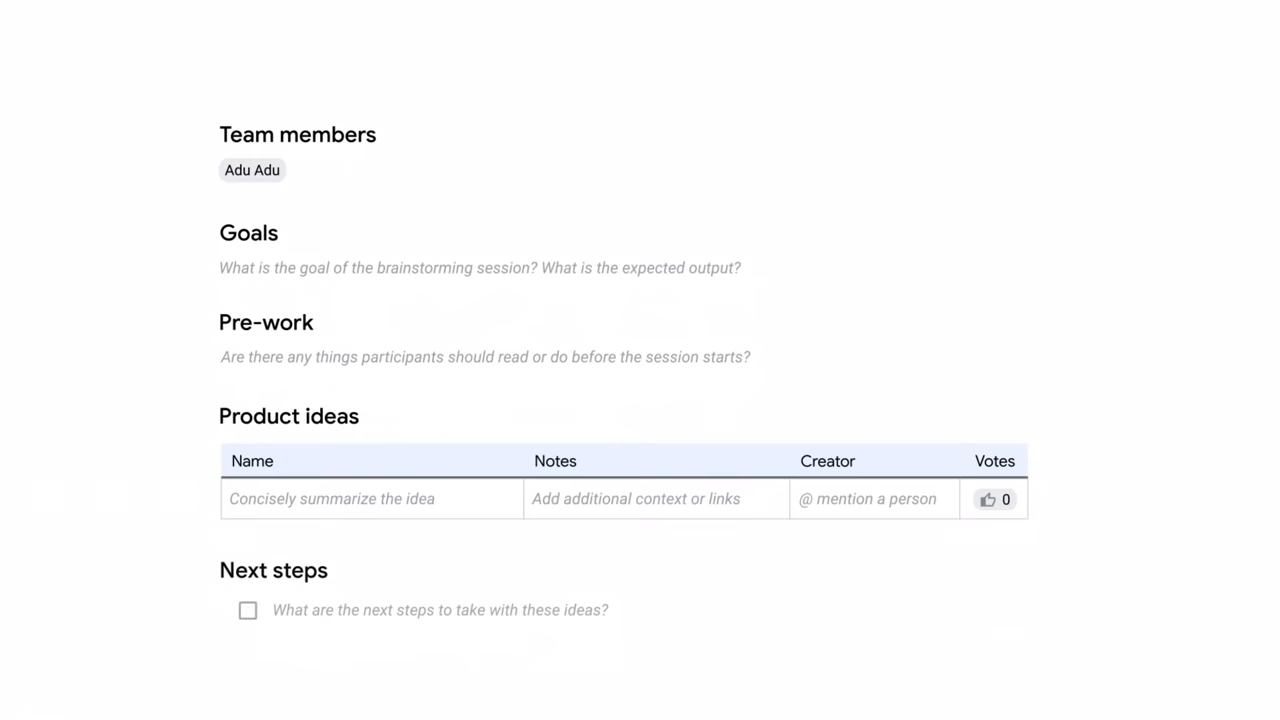 Team members
Adu Adu
Goals
What is the goal of the brainstorming session? What is the expected output?
Pre-work
Are there any things participants should read or do before the session starts?
Product ideas
Name Notes Creator Votes
Concisely summarize the idea Add additional context or links @ mention a person 0
Next steps
What are the next steps to take with these ideas?